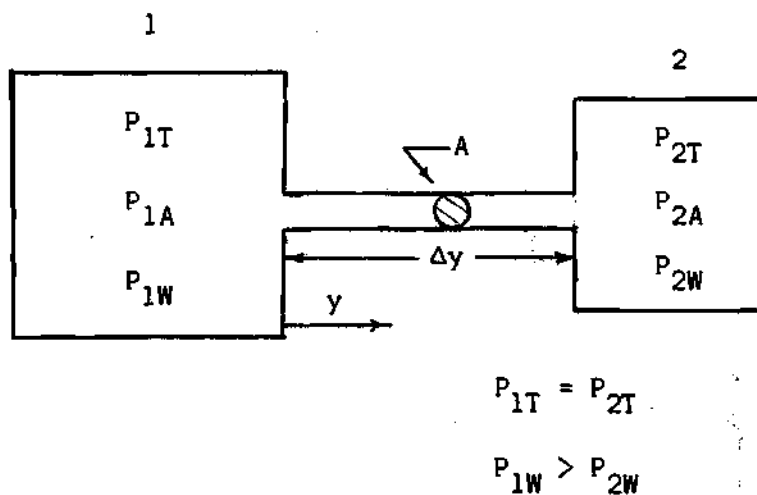 1
2
P1T
A
P2T
P1A
P2A
Δy
P1W
P2W
y
P1T = P2T
P1W > P2W